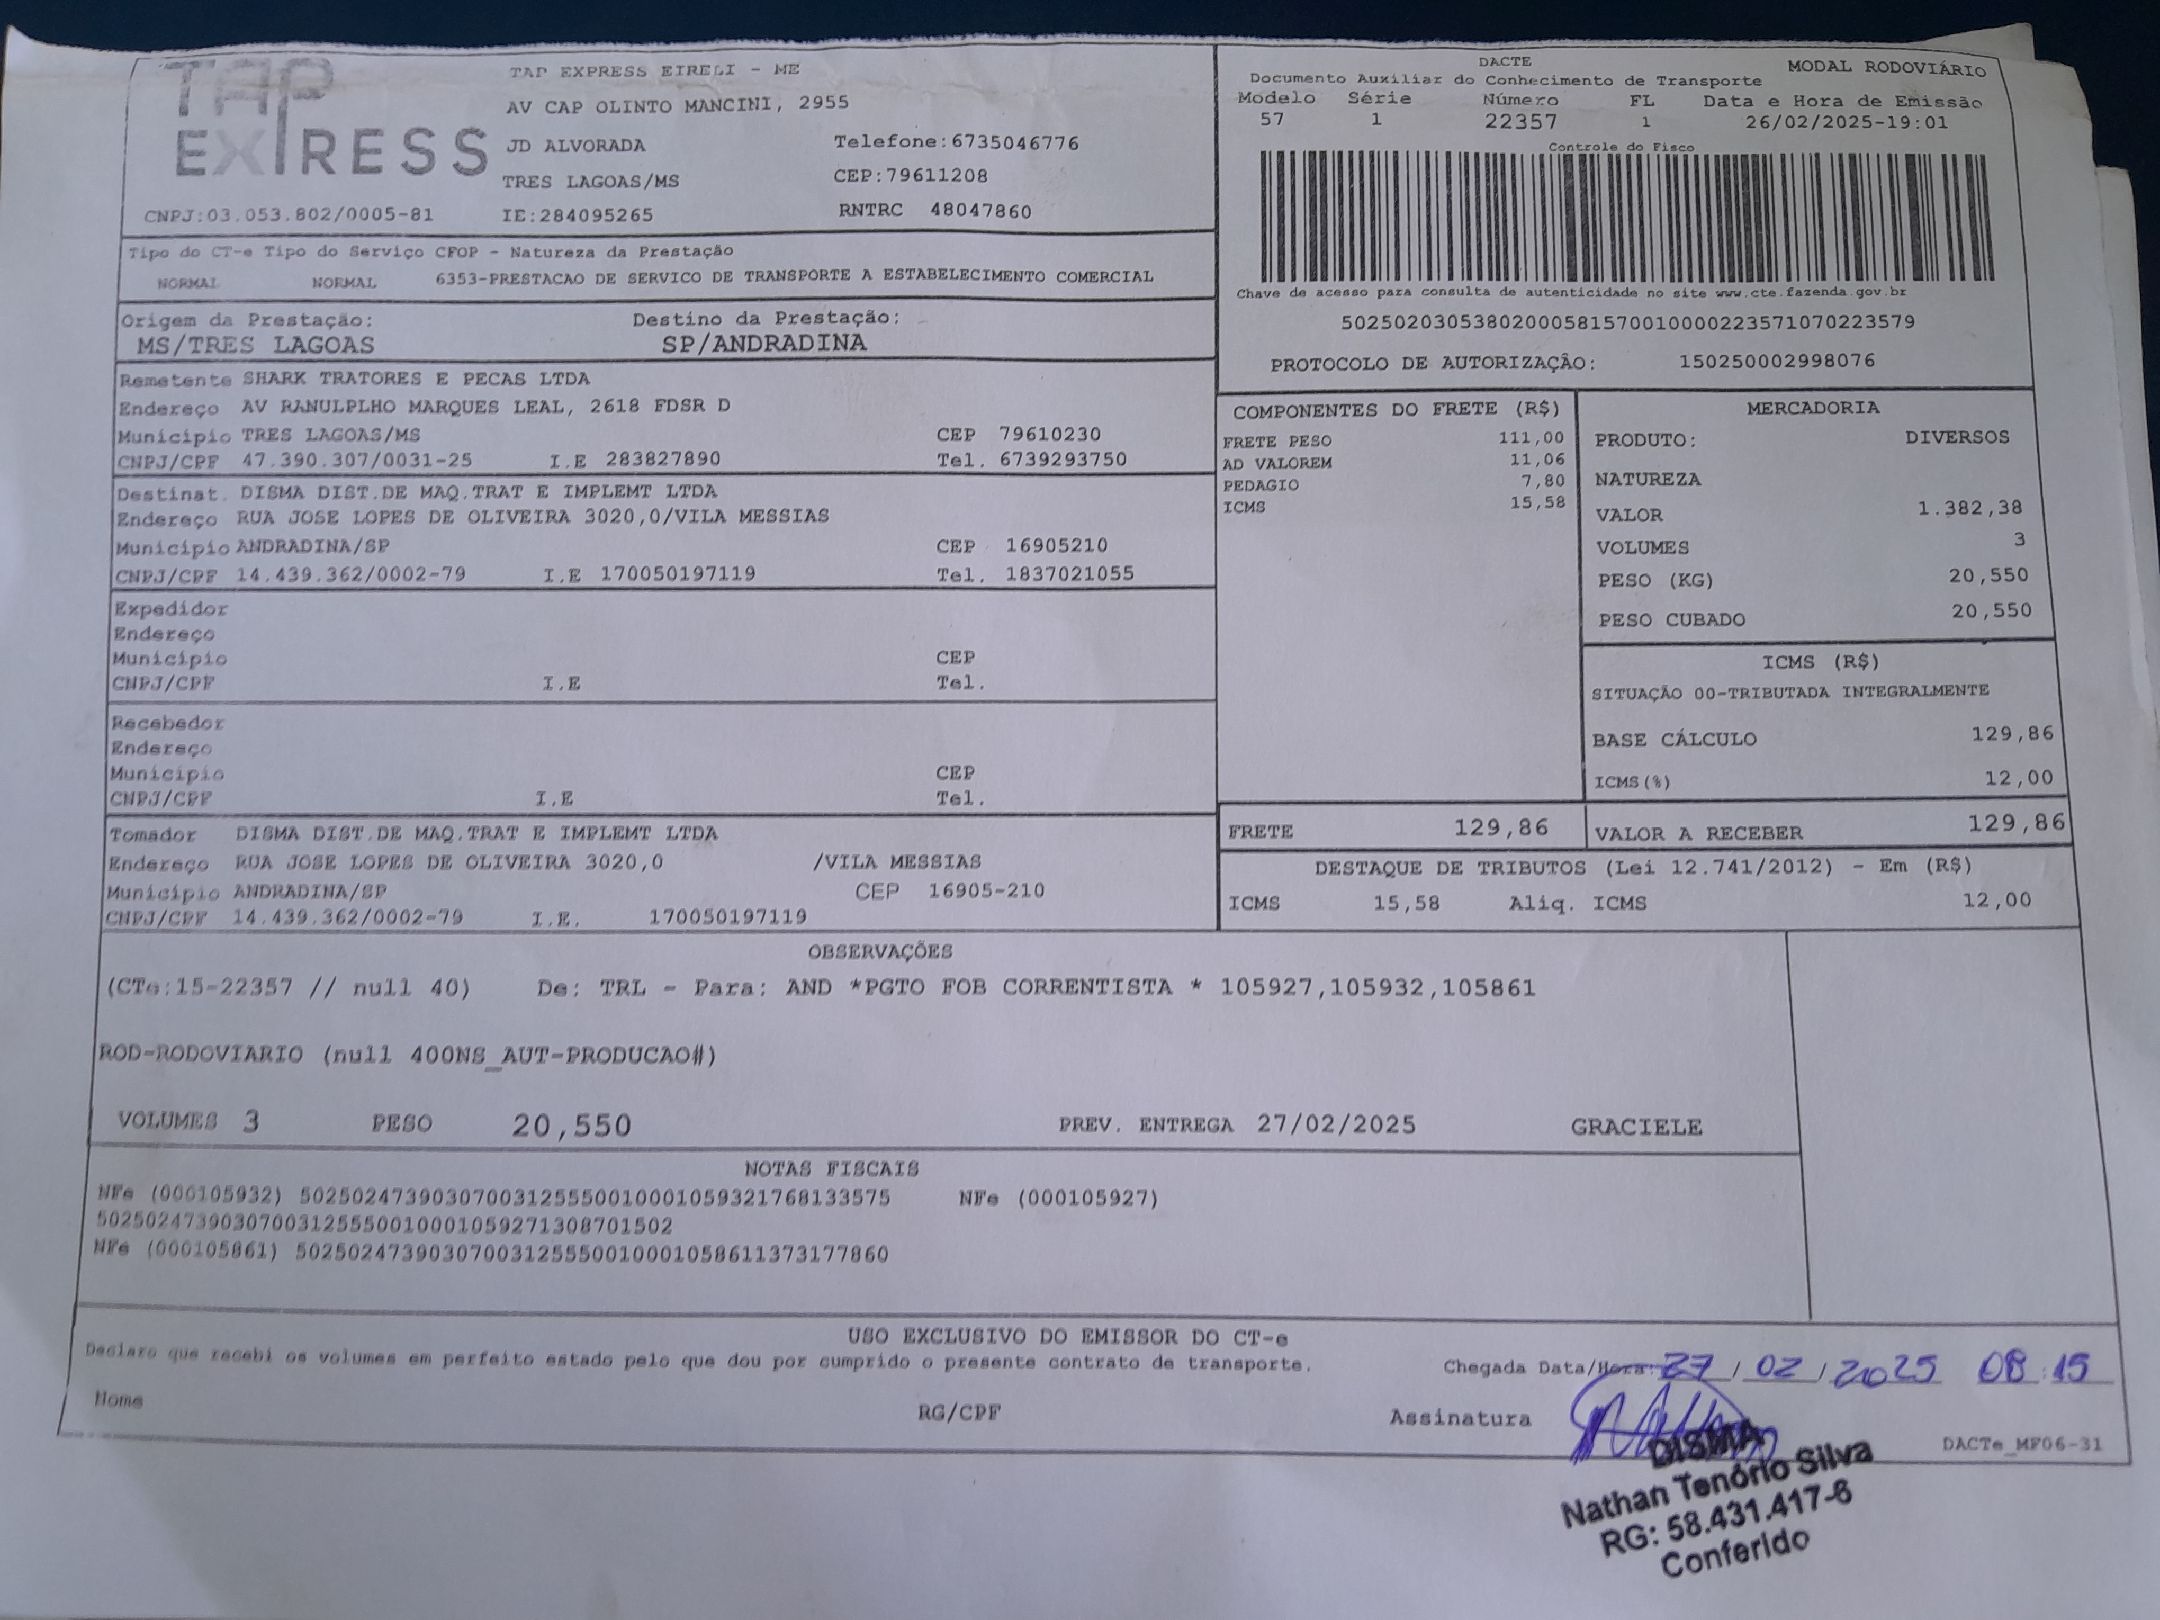 TAP
EXPRESS
TAP EXPRESS EIRELI - ME
AV CAP OLINTO MANCINI, 2955
JD ALVORADA Telefone:6735046776
TRES LAGOAS/MS CEP:79611208
CNPJ:03.053.802/0005-81 IE:284095265 RNTRC 48047860
DACTE MODAL RODOVIÁRIO
Documento Auxiliar do Conhecimento de Transporte
Modelo Série Número FL Data e Hora de Emissão
57 1 22357 1 26/02/2025-19:01
Controle do Fisco
Chave de acesso para consulta de autenticidade no site www.cte.fazenda.gov.br
50250203053802000581570010000223571070223579
PROTOCOLO DE AUTORIZAÇÃO: 150250002998076
Tipo do CT-e Tipo do Serviço CFOP - Natureza da Prestação
NORMAL NORMAL 6353-PRESTACAO DE SERVICO DE TRANSPORTE A ESTABELECIMENTO COMERCIAL
Origem da Prestação: Destino da Prestação:
MS/TRES LAGOAS SP/ANDRADINA
Remetente SHARK TRATORES E PECAS LTDA
Endereço AV RANULPLHO MARQUES LEAL, 2618 FDSR D
Município TRES LAGOAS/MS CEP 79610230
CNPJ/CPF 47.390.307/0031-25 I.E 283827890 Tel. 6739293750
Destinat. DISMA DIST.DE MAQ.TRAT E IMPLEMT LTDA
Endereço RUA JOSE LOPES DE OLIVEIRA 3020,0/VILA MESSIAS
Município ANDRADINA/SP CEP 16905210
CNPJ/CPF 14.439.362/0002-79 I.E 170050197119 Tel. 1837021055
Expedidor
Endereço
Município CEP
CNPJ/CPF I.E Tel.
Recebedor
Endereço
Município CEP
CNPJ/CPF I.E Tel.
Tomador DISMA DIST.DE MAQ.TRAT E IMPLEMT LTDA
Endereço RUA JOSE LOPES DE OLIVEIRA 3020,0 /VILA MESSIAS
Município ANDRADINA/SP CEP 16905-210
CNPJ/CPF 14.439.362/0002-79 I.E. 170050197119
COMPONENTES DO FRETE (R$)
FRETE PESO 111,00
AD VALOREM 11,06
PEDAGIO 7,80
ICMS 15,58
MERCADORIA
PRODUTO: DIVERSOS
NATUREZA
VALOR 1.382,38
VOLUMES 3
PESO (KG) 20,550
PESO CUBADO 20,550
ICMS (R$)
SITUAÇÃO 00-TRIBUTADA INTEGRALMENTE
BASE CÁLCULO 129,86
ICMS(%) 12,00
FRETE 129,86 VALOR A RECEBER 129,86
DESTAQUE DE TRIBUTOS (Lei 12.741/2012) - Em (R$)
ICMS 15,58 Aliq. ICMS 12,00
OBSERVAÇÕES
(CTe:15-22357 // null 40) De: TRL - Para: AND *PGTO FOB CORRENTISTA * 105927,105932,105861
ROD-RODOVIARIO (null 400NS_AUT-PRODUCAO#)
VOLUMES 3 PESO 20,550 PREV. ENTREGA 27/02/2025 GRACIELE
NOTAS FISCAIS
NFe (000105932) 50250247390307003125550010001059321768133575 NFe (000105927)
50250247390307003125550010001059271308701502
NFe (000105861) 50250247390307003125550010001058611373177860
USO EXCLUSIVO DO EMISSOR DO CT-e
Declaro que recebi os volumes em perfeito estado pelo que dou por cumprido o presente contrato de transporte.
Chegada Data/Hora: 27/02/2025 08:15
Nome RG/CPF Assinatura
DACTe_MF06-31
DISMA
Nathan Tenório Silva
RG: 58.431.417-6
Conferido